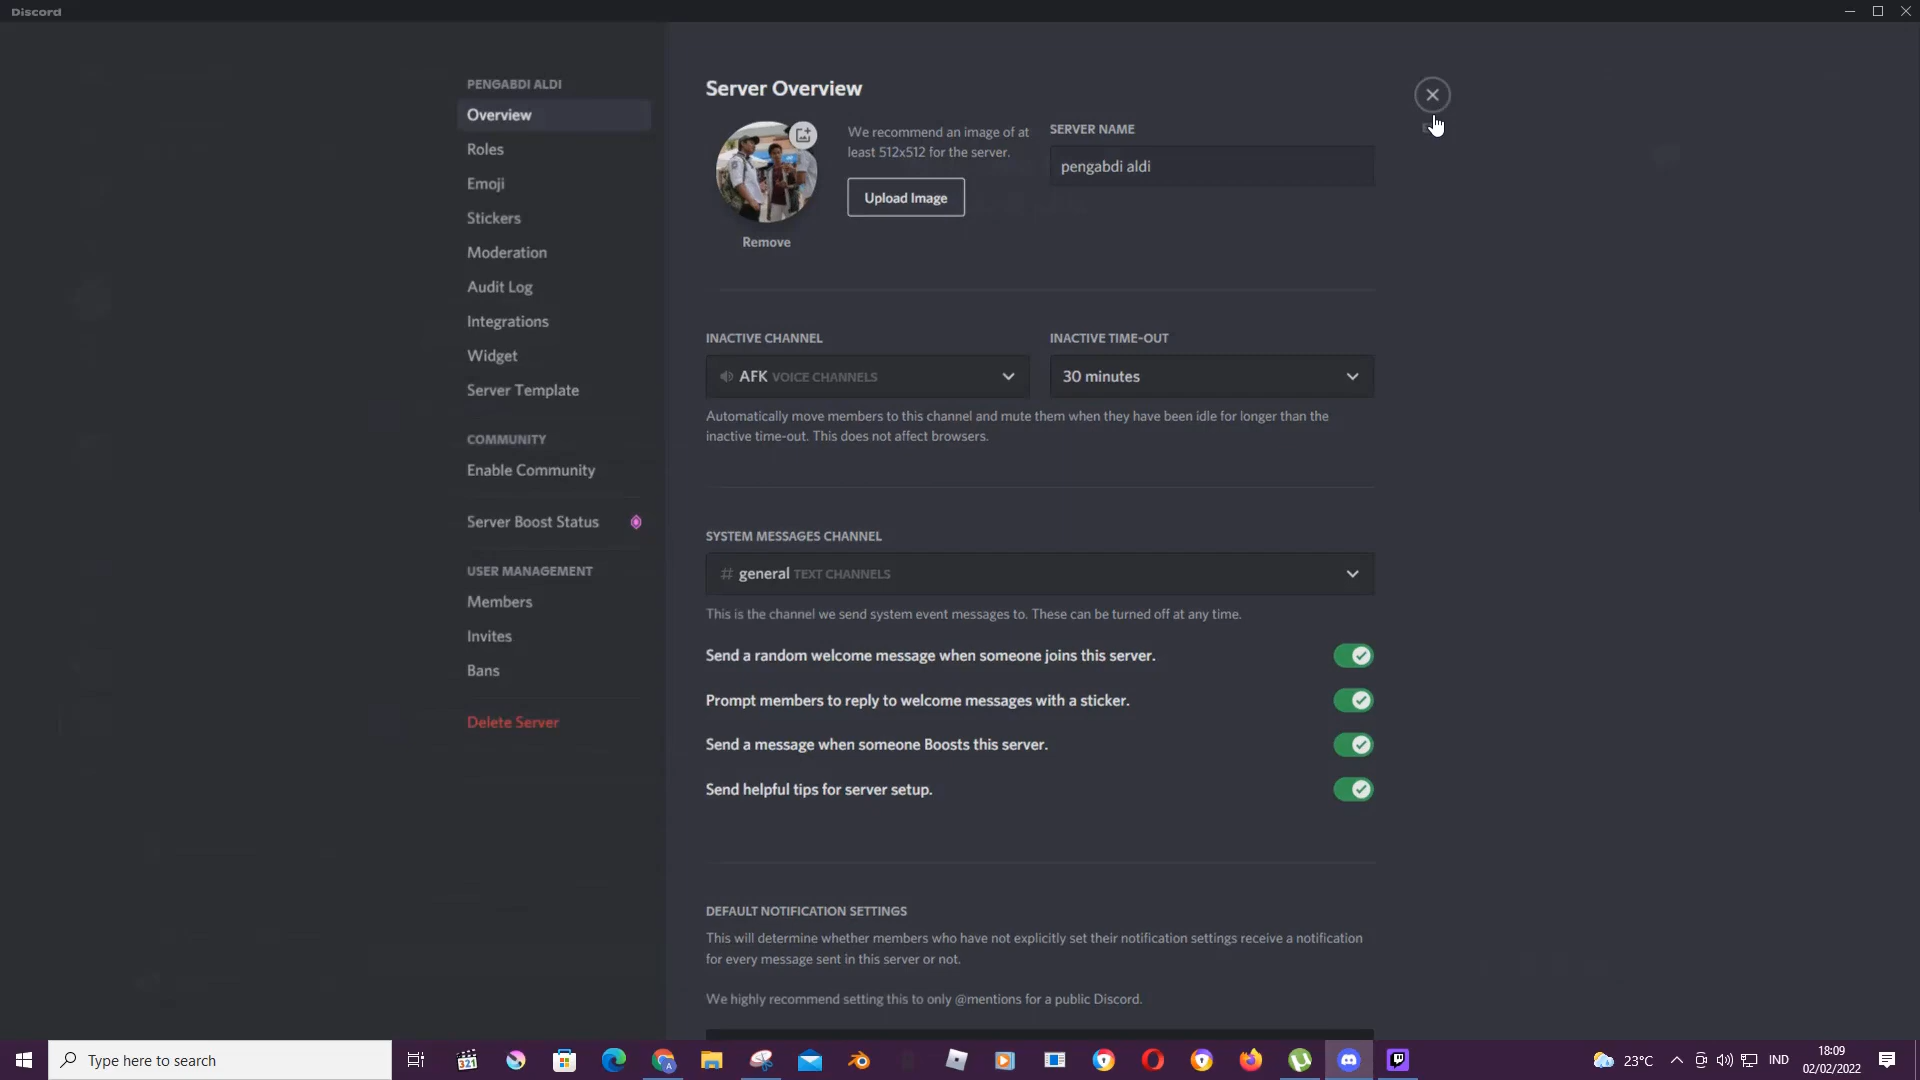 Discord
PENGABDI ALDI
Overview
Roles
Emoji
Stickers
Moderation
Audit Log
Integrations
Widget
Server Template
COMMUNITY
Enable Community
Server Boost Status
USER MANAGEMENT
Members
Invites
Bans
Delete Server
Server Overview
We recommend an image of at
least 512x512 for the server.
Upload Image
Remove
SERVER NAME
pengabdi aldi
INACTIVE CHANNEL
AFK VOICE CHANNELS
INACTIVE TIME-OUT
30 minutes
Automatically move members to this channel and mute them when they have been idle for longer than the
inactive time-out. This does not affect browsers.
SYSTEM MESSAGES CHANNEL
# general TEXT CHANNELS
This is the channel we send system event messages to. These can be turned off at any time.
Send a random welcome message when someone joins this server.
Prompt members to reply to welcome messages with a sticker.
Send a message when someone Boosts this server.
Send helpful tips for server setup.
DEFAULT NOTIFICATION SETTINGS
This will determine whether members who have not explicitly set their notification settings receive a notification
for every message sent in this server or not.
We highly recommend setting this to only @mentions for a public Discord.
Type here to search
321
A
23°C
IND
18:09
02/02/2022